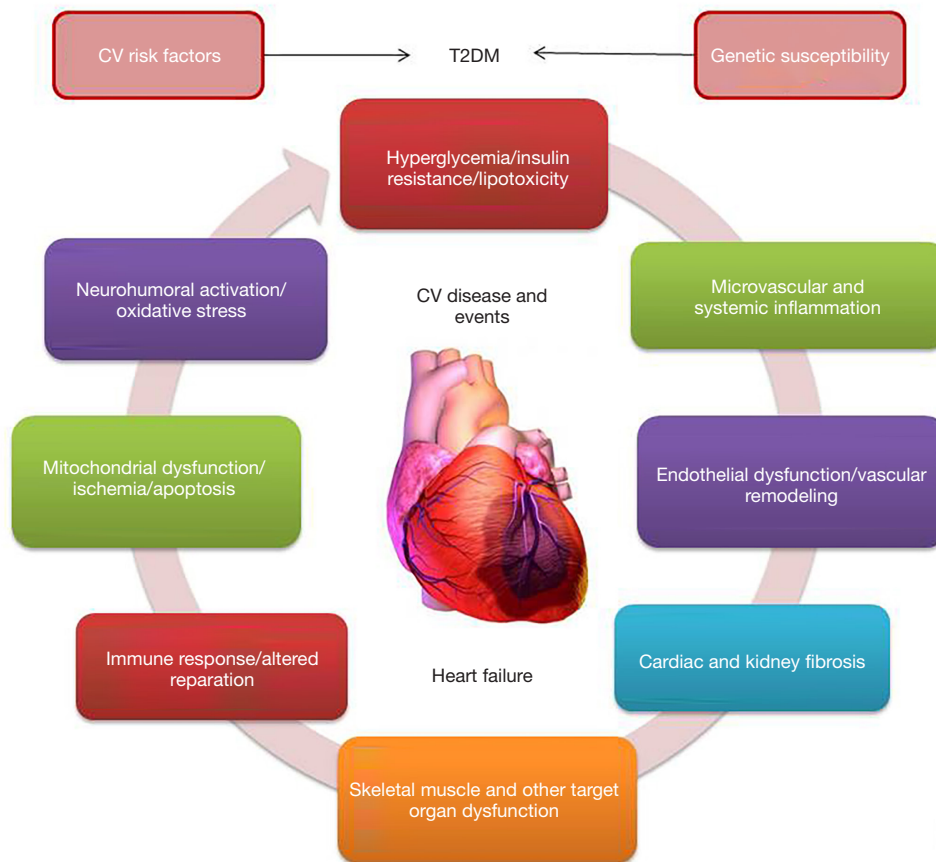 CV risk factors
T2DM
Genetic susceptibility
Hyperglycemia/insulin
resistance/lipotoxicity
Neurohumoral activation/
oxidative stress
CV disease and
events
Microvascular and
systemic inflammation
Mitochondrial dysfunction/
ischemia/apoptosis
Endothelial dysfunction/vascular
remodeling
Immune response/altered
reparation
Heart failure
Cardiac and kidney fibrosis
Skeletal muscle and other target
organ dysfunction